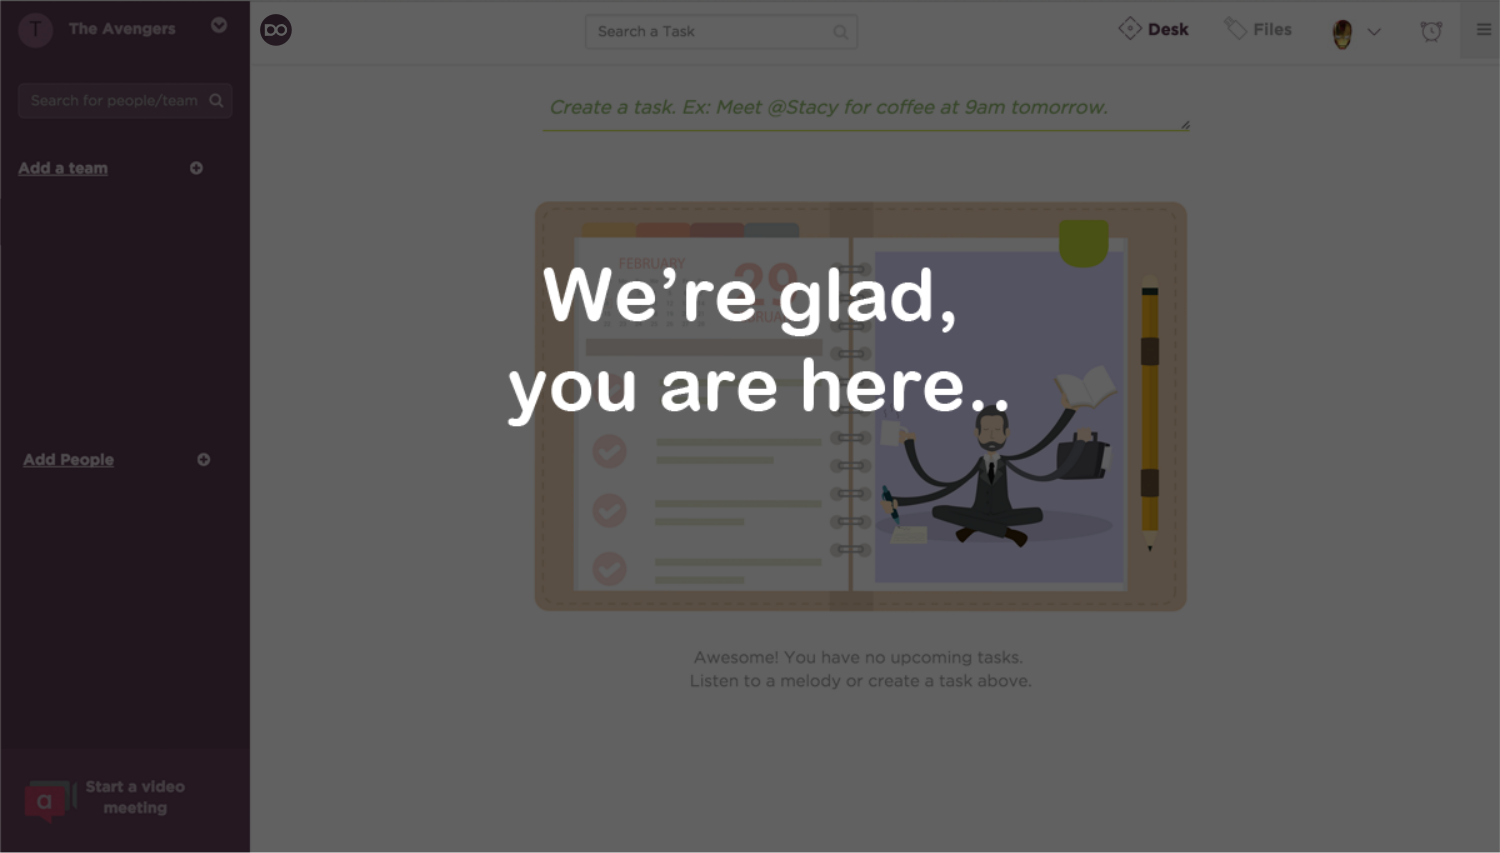 T
The Avengers
DO
Search a Task
Desk
Files
Search for people/team
Create a task. Ex: Meet @Stacy for coffee at 9am tomorrow.
Add a team
FEBRUARY
29
We're glad,
you are here..
Add People
Awesome! You have no upcoming tasks.
Listen to a melody or create a task above.
a
Start a video
meeting